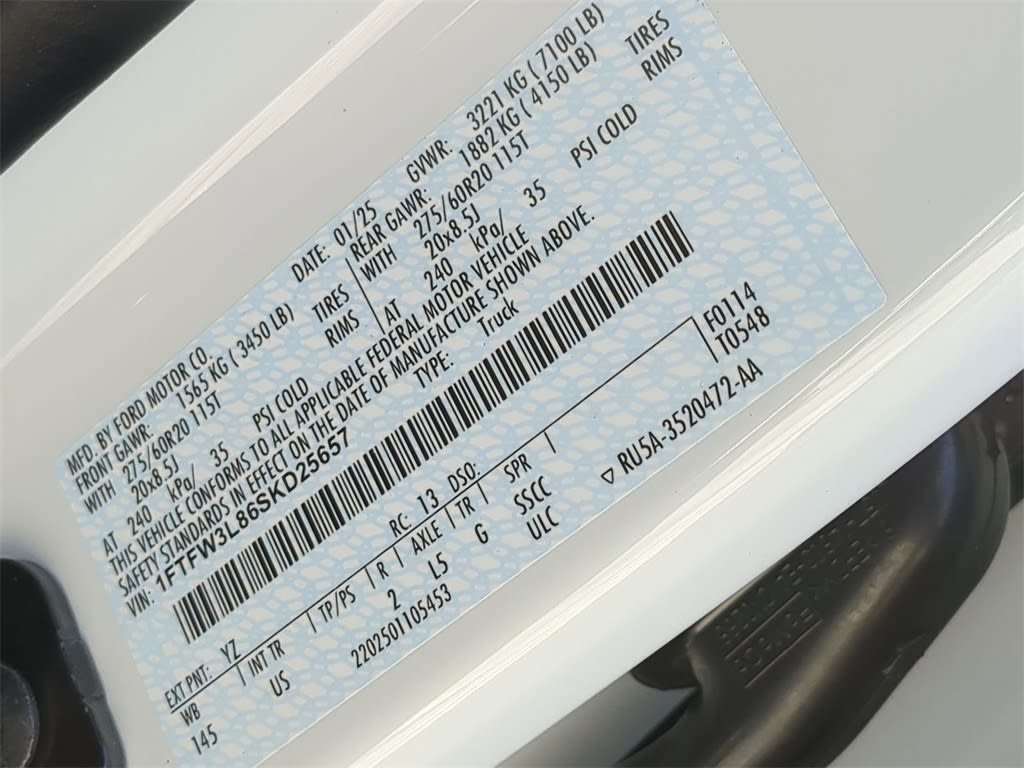 MFD. BY FORD MOTOR CO.
DATE: 01/25 GVWR: 3221 KG ( 7100 LB)
FRONT GAWR: 1565 KG ( 3450 LB) REAR GAWR: 1882 KG ( 4150 LB)
WITH 275/60R20 115T TIRES WITH 275/60R20 115T TIRES
20x8.5J RIMS 20x8.5J RIMS
AT 240 kPa/ 35 PSI COLD AT 240 kPa/ 35 PSI COLD
THIS VEHICLE CONFORMS TO ALL APPLICABLE FEDERAL MOTOR VEHICLE
SAFETY STANDARDS IN EFFECT ON THE DATE OF MANUFACTURE SHOWN ABOVE.
VIN: 1FTFW3L86SKD25657 TYPE: Truck
F0114
T0548
EXT PNT: YZ RC: 13 DSO:
WB INT TR TP/PS R AXLE TR SPR
145 US 2 L5 G SSCC
2202501105453 ULC
▽ RU5A-3520472-AA